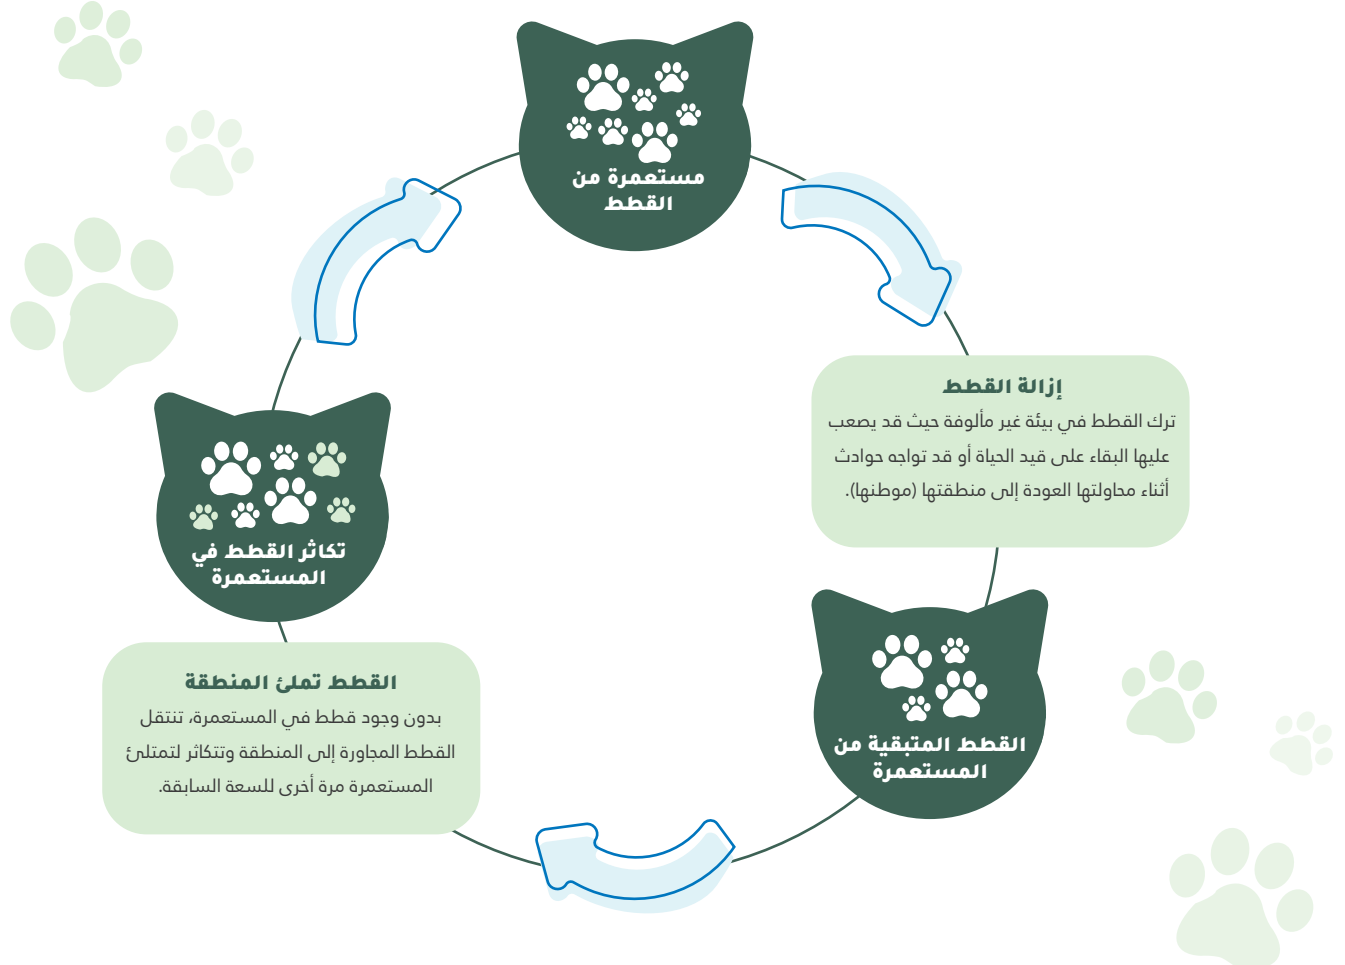 مستعمرة من
القطط
إزالة القطط
ترك القطط في بيئة غير مألوفة حيث قد يصعب
عليها البقاء على قيد الحياة أو قد تواجه حوادث
أثناء محاولتها العودة إلى منطقتها (موطنها).
القطط المتبقية من
المستعمرة
القطط تملئ المنطقة
بدون وجود قطط في المستعمرة، تنتقل
القطط المجاورة إلى المنطقة وتتكاثر لتمتلئ
المستعمرة مرة أخرى للسعة السابقة.
تكاثر القطط في
المستعمرة